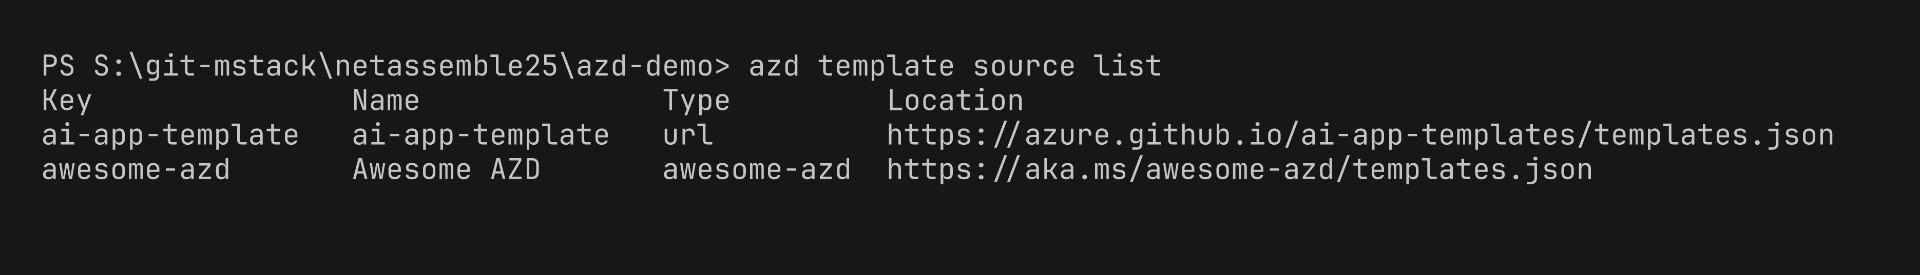 PS S:\git-mstack\netassemble25\azd-demo> azd template source list
Key Name Type Location
ai-app-template ai-app-template url https://azure.github.io/ai-app-templates/templates.json
awesome-azd Awesome AZD awesome-azd https://aka.ms/awesome-azd/templates.json